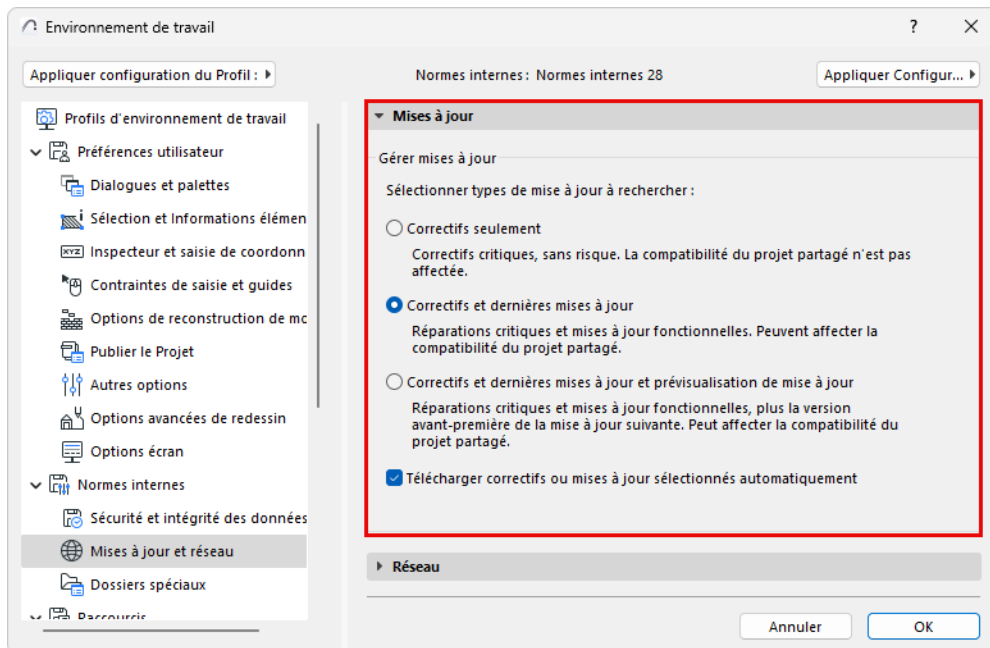 Environnement de travail
?
Appliquer configuration du Profil :
Normes internes : Normes internes 28
Appliquer Configur...
Profils d'environnement de travail
Préférences utilisateur
Dialogues et palettes
Sélection et Informations élémen
XYZ Inspecteur et saisie de coordonn
Contraintes de saisie et guides
Options de reconstruction de mo
Publier le Projet
Autres options
Options avancées de redessin
Options écran
Normes internes
Sécurité et intégrité des données
Mises à jour et réseau
Dossiers spéciaux
Raccourcis
Mises à jour
Gérer mises à jour
Sélectionner types de mise à jour à rechercher :
Correctifs seulement
Correctifs critiques, sans risque. La compatibilité du projet partagé n'est pas
affectée.
Correctifs et dernières mises à jour
Réparations critiques et mises à jour fonctionnelles. Peuvent affecter la
compatibilité du projet partagé.
Correctifs et dernières mises à jour et prévisualisation de mise à jour
Réparations critiques et mises à jour fonctionnelles, plus la version
avant-première de la mise à jour suivante. Peut affecter la compatibilité du
projet partagé.
Télécharger correctifs ou mises à jour sélectionnés automatiquement
Réseau
Annuler
OK